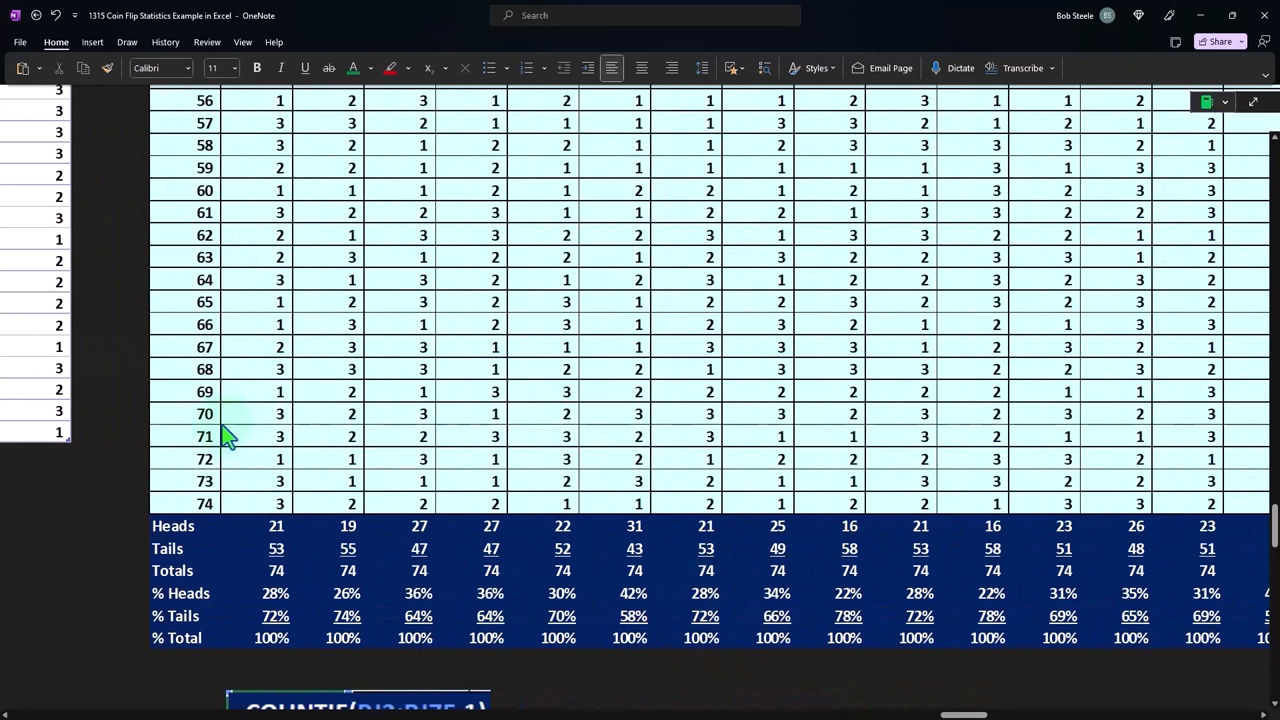 1315 Coin Flip Statistics Example in Excel - OneNote
Search
Bob Steele BS
File Home Insert Draw History Review View Help
Share
Calibri 11 B I U ab A Styles Email Page Dictate Transcribe
3
3
3
3
2
2
3
1
2
2
2
2
1
3
2
3
1
56 1 2 3 1 2 1 1 1 2 3 1 1 2
57 3 3 2 1 1 1 1 3 3 2 1 2 1 2
58 3 2 1 2 2 1 1 2 3 3 3 3 2 1
59 2 2 1 2 1 1 1 1 1 1 3 1 3 3
60 1 1 1 2 1 2 2 1 2 1 3 2 3 3
61 3 2 2 3 1 1 2 2 1 3 3 2 2 3
62 2 1 3 3 2 2 3 1 3 3 2 2 1 1
63 2 3 1 2 2 1 2 3 2 2 3 3 1 2
64 3 1 3 2 1 2 3 1 2 2 3 2 3 2
65 1 2 3 2 3 1 2 2 3 2 3 2 2 2
66 1 3 1 2 3 1 2 3 2 1 2 1 3 3
67 2 3 3 1 1 1 3 3 3 1 2 3 2 1
68 3 3 3 1 2 2 1 3 3 3 2 2 2 2
69 1 2 1 3 3 2 2 2 2 2 2 1 1 3
70 3 2 3 1 2 3 3 3 2 3 2 3 2 3
71 3 2 2 3 3 2 3 1 1 3 2 1 1 3
72 1 1 3 1 3 2 1 2 2 2 3 3 2 1
73 3 1 1 1 2 3 2 1 1 3 3 2 2 1
74 3 2 2 2 1 1 2 1 2 2 1 3 3 2
Heads 21 19 27 27 22 31 21 25 16 21 16 23 26 23
Tails 53 55 47 47 52 43 53 49 58 53 58 51 48 51
Totals 74 74 74 74 74 74 74 74 74 74 74 74 74 74
% Heads 28% 26% 36% 36% 30% 42% 28% 34% 22% 28% 22% 31% 35% 31%
% Tails 72% 74% 64% 64% 70% 58% 72% 66% 78% 72% 78% 69% 65% 69%
% Total 100% 100% 100% 100% 100% 100% 100% 100% 100% 100% 100% 100% 100% 100%